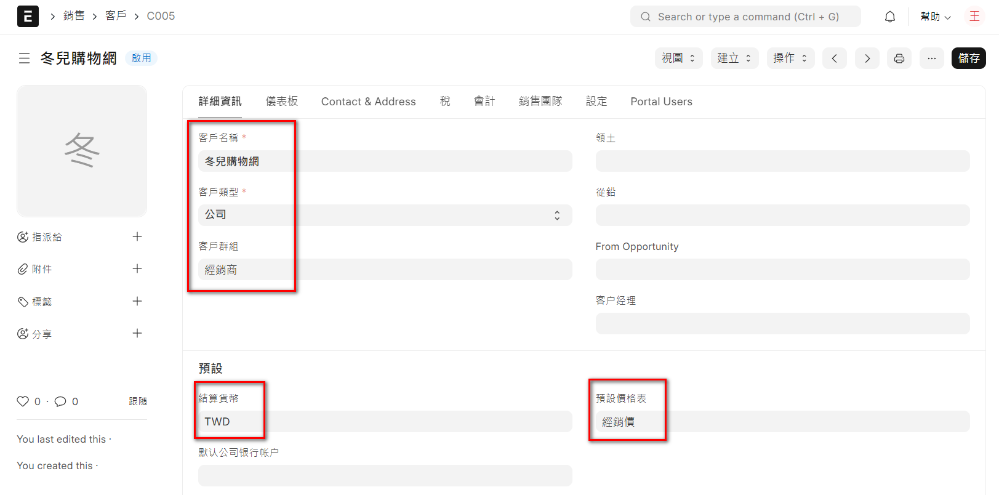 E > 銷售 > 客戶 > C005
Search or type a command (Ctrl + G)
幫助
王
冬兒購物網 啟用
視圖 建立 操作 ··· 儲存
冬
指派給 +
附件 +
標籤 +
分享 +
0 · 0 跟隨
You last edited this ·
You created this ·
詳細資訊 儀表板 Contact & Address 稅 會計 銷售團隊 設定 Portal Users
客戶名稱 *
冬兒購物網
客戶類型 *
公司
客戶群組
經銷商
領土
從鉛
From Opportunity
客户经理
預設
結算貨幣
TWD
預設價格表
經銷價
默认公司银行帐户